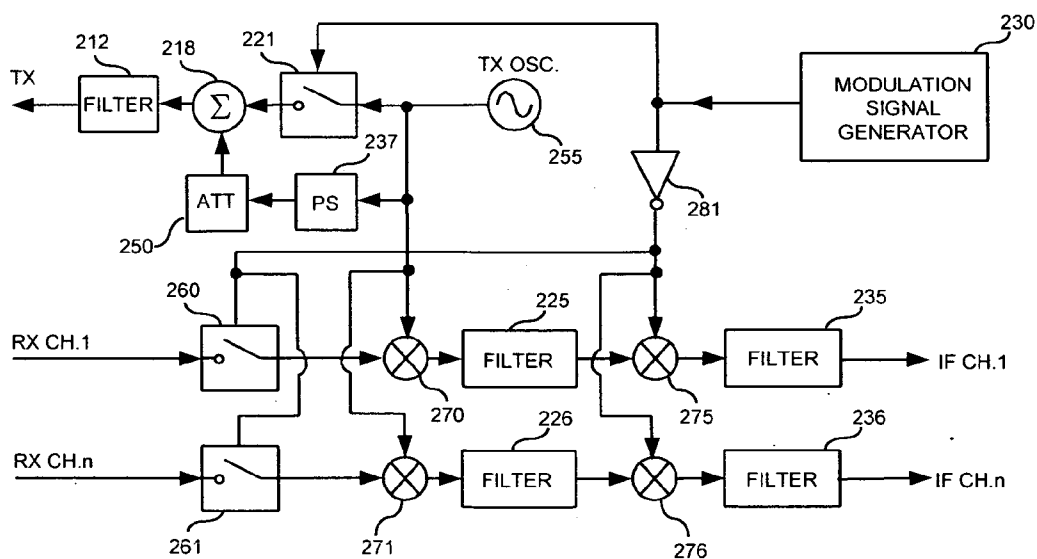 212
218
221
230
TX
TX OSC.
FILTER
Σ
MODULATION
SIGNAL
GENERATOR
237
255
ATT
PS
281
250
260
225
235
RX CH.1
FILTER
FILTER
IF CH.1
270
275
226
236
RX CH.n
FILTER
FILTER
IF CH.n
261
271
276